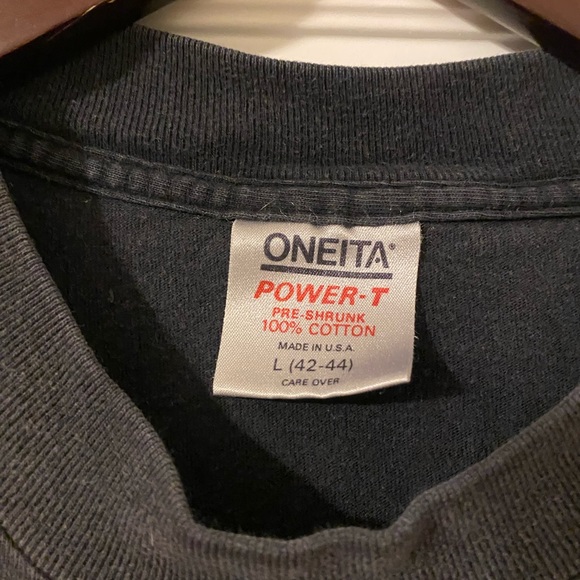 ONEITA®
POWER-T
PRE-SHRUNK
100% COTTON
MADE IN U.S.A.
L (42-44)
CARE OVER